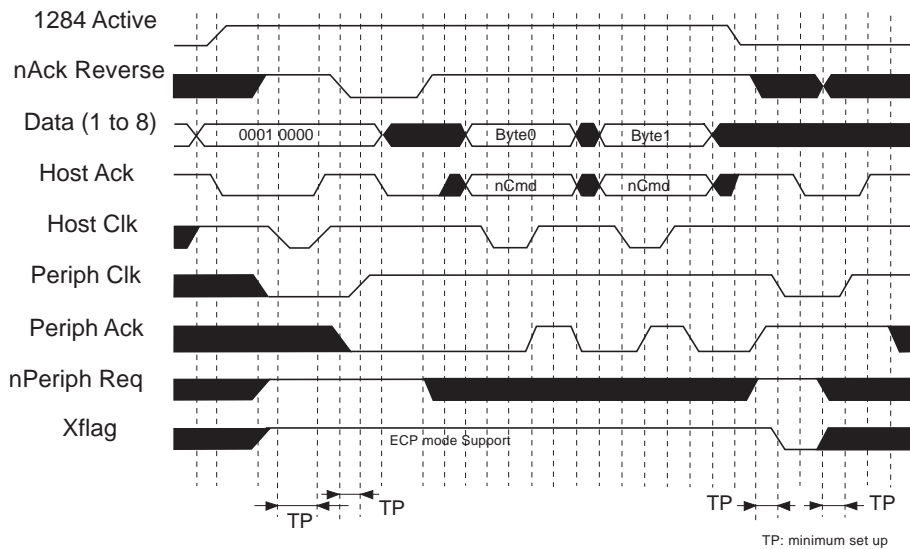 1284 Active
nAck Reverse
Data (1 to 8)
0001 0000
Byte0
Byte1
Host Ack
nCmd
nCmd
Host Clk
Periph Clk
Periph Ack
nPeriph Req
Xflag
ECP mode Support
TP
TP
TP
TP
TP: minimum set up